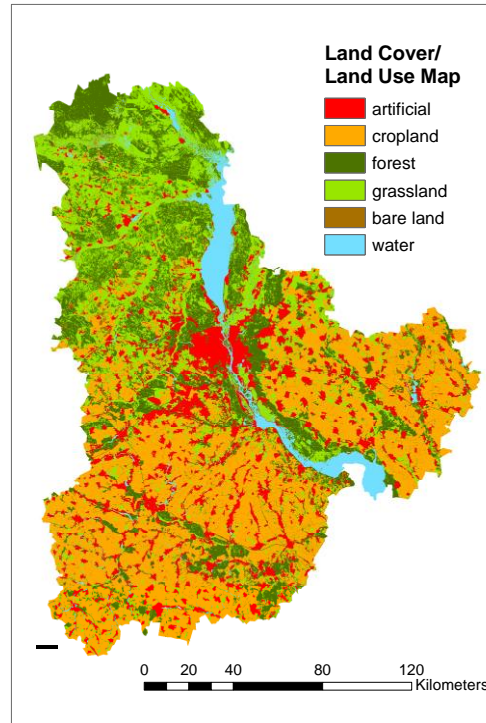 Land Cover/
Land Use Map
artificial
cropland
forest
grassland
bare land
water
0 20 40 80 120
Kilometers